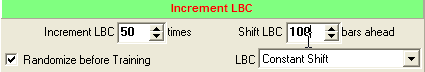 Increment LBC
Increment LBC 50 times Shift LBC 100 bars ahead
Randomize before Training LBC Constant Shift